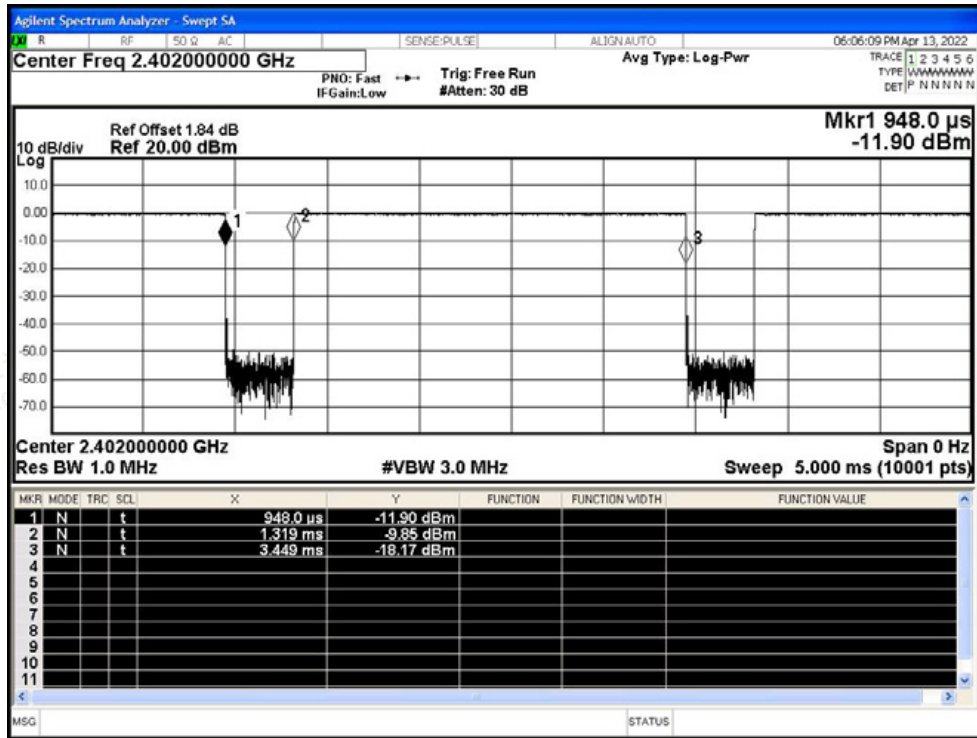 Agilent Spectrum Analyzer - Swept SA
R RF 50 Ω AC SENSE:PULSE ALIGN AUTO 06:06:09 PM Apr 13, 2022
Center Freq 2.402000000 GHz
PNO: Fast
IFGain:Low
Trig: Free Run
#Atten: 30 dB
Avg Type: Log-Pwr
TRACE 1 2 3 4 5 6
TYPE
DET P N N N N N
Mkr1 948.0 µs
-11.90 dBm
Ref Offset 1.84 dB
10 dB/div Ref 20.00 dBm
Log
10.0
0.00
-10.0
-20.0
-30.0
-40.0
-50.0
-60.0
-70.0
1
2
3
Center 2.402000000 GHz Span 0 Hz
Res BW 1.0 MHz #VBW 3.0 MHz Sweep 5.000 ms (10001 pts)
MKR MODE TRC SCL X Y FUNCTION FUNCTION WIDTH FUNCTION VALUE
1 N t 948.0 µs -11.90 dBm
2 N t 1.319 ms -9.85 dBm
3 N t 3.449 ms -18.17 dBm
4
5
6
7
8
9
10
11
MSG STATUS